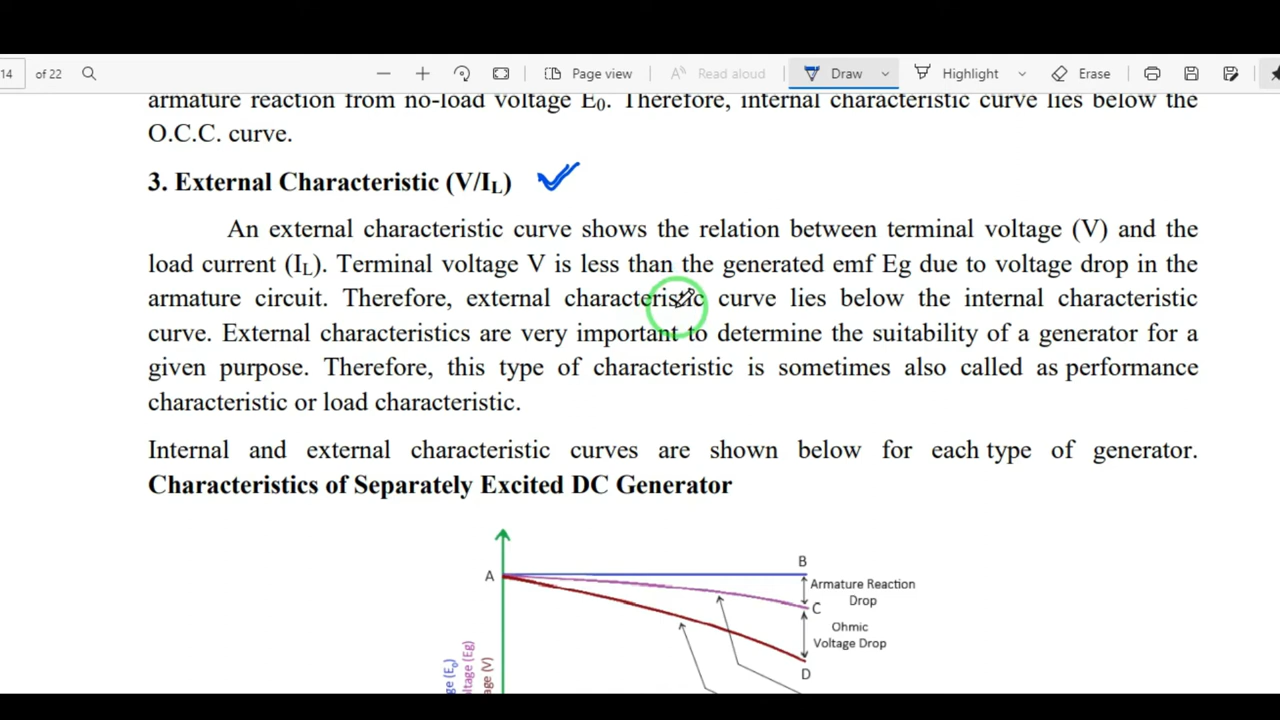 14 of 22 Page view Read aloud Draw Highlight Erase
armature reaction from no-load voltage E₀. Therefore, internal characteristic curve lies below the
O.C.C. curve.
3. External Characteristic (V/I_L)
An external characteristic curve shows the relation between terminal voltage (V) and the
load current (I_L). Terminal voltage V is less than the generated emf Eg due to voltage drop in the
armature circuit. Therefore, external characteristic curve lies below the internal characteristic
curve. External characteristics are very important to determine the suitability of a generator for a
given purpose. Therefore, this type of characteristic is sometimes also called as performance
characteristic or load characteristic.
Internal and external characteristic curves are shown below for each type of generator.
Characteristics of Separately Excited DC Generator
A
B
Armature Reaction
Drop
C
Ohmic
Voltage Drop
D
(E₀)
(Eg)
(V)